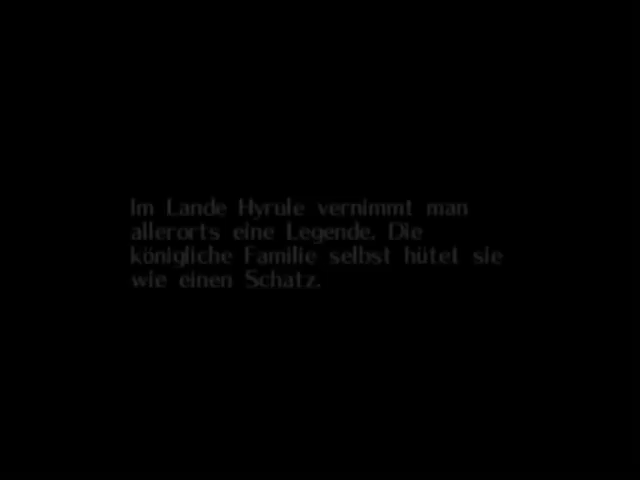 Im Lande Hyrule vernimmt man
allerorts eine Legende. Die
königliche Familie selbst hütet sie
wie einen Schatz.